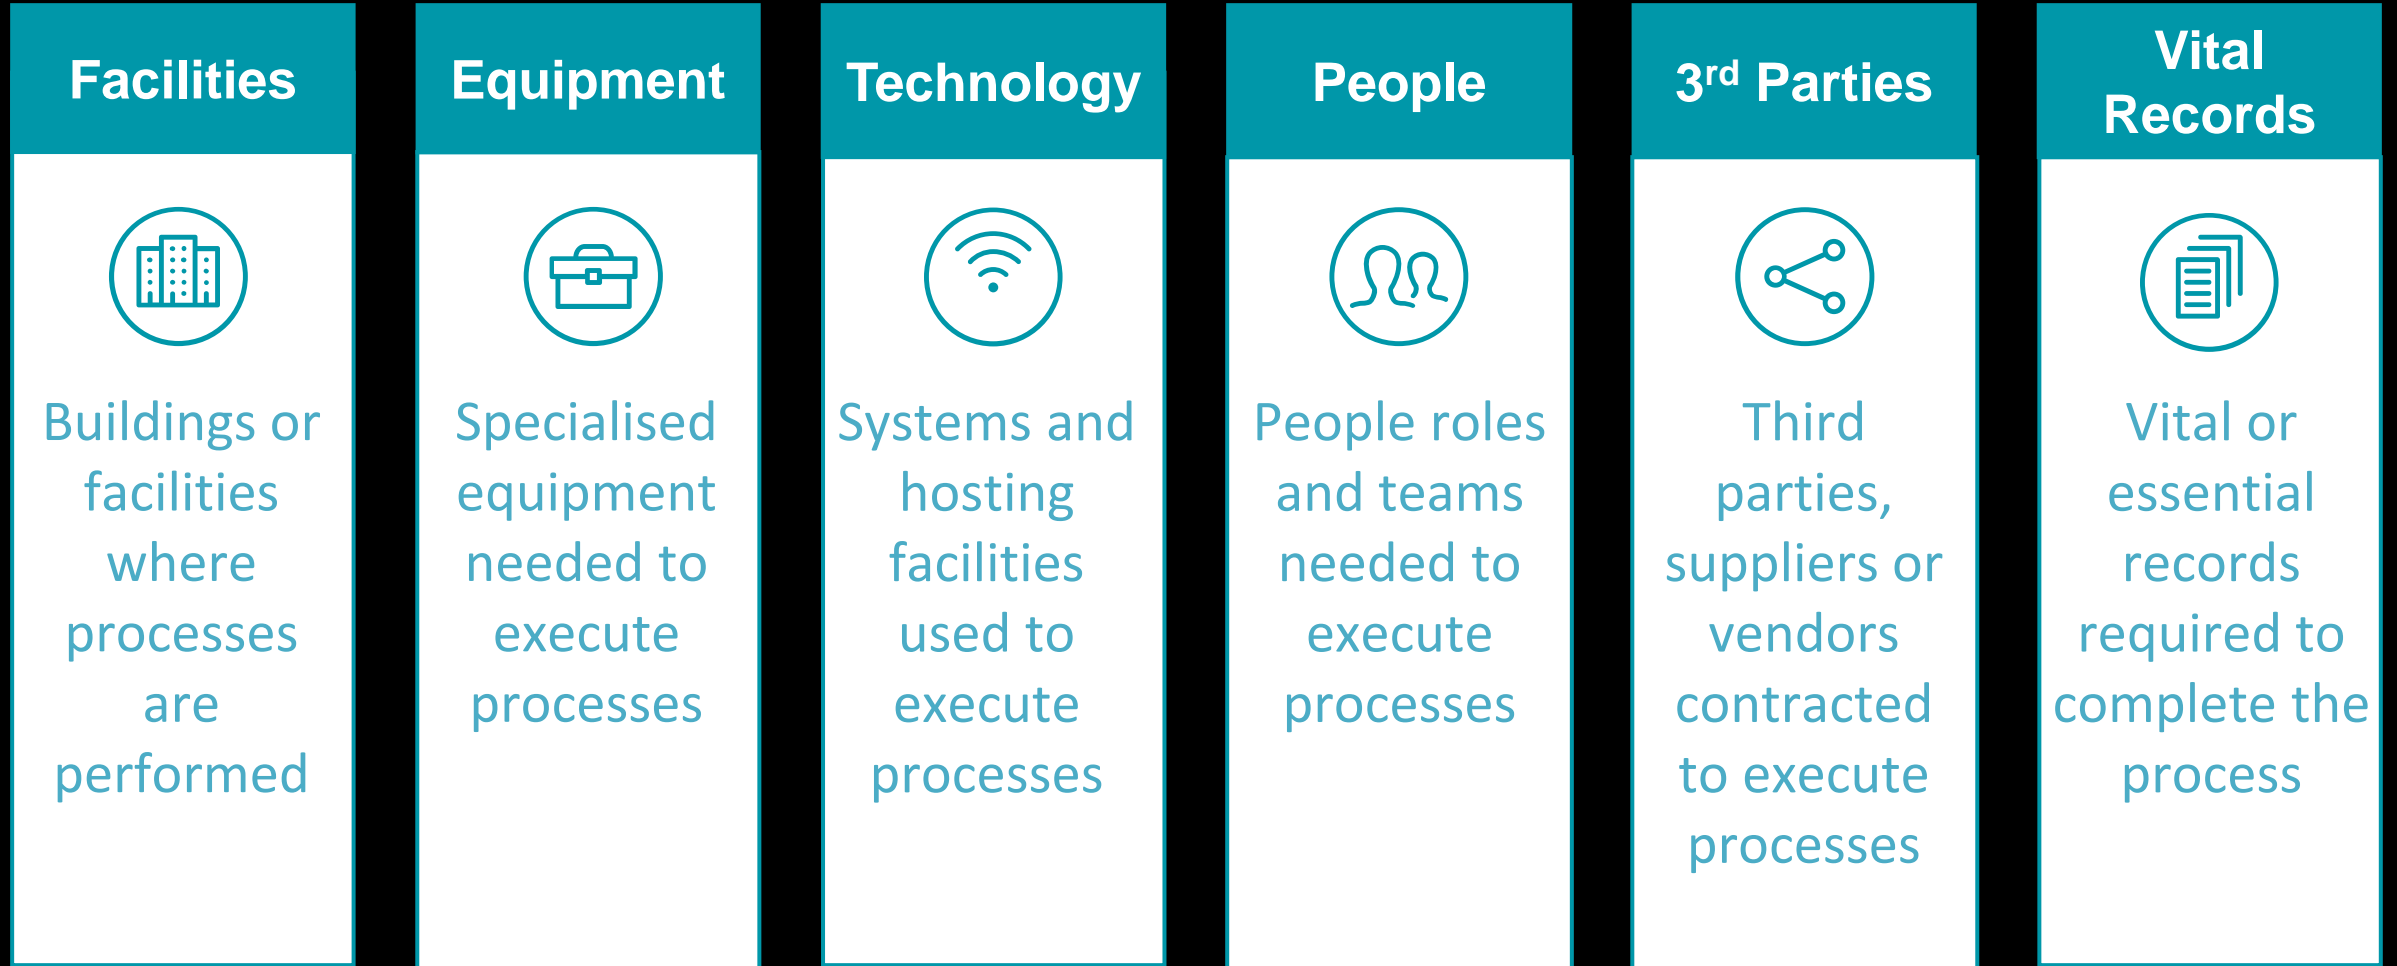 Facilities
Buildings or
facilities
where
processes
are
performed
Equipment
Specialised
equipment
needed to
execute
processes
Technology
Systems and
hosting
facilities
used to
execute
processes
People
People roles
and teams
needed to
execute
processes
3rd Parties
Third
parties,
suppliers or
vendors
contracted
to execute
processes
Vital
Records
Vital or
essential
records
required to
complete the
process